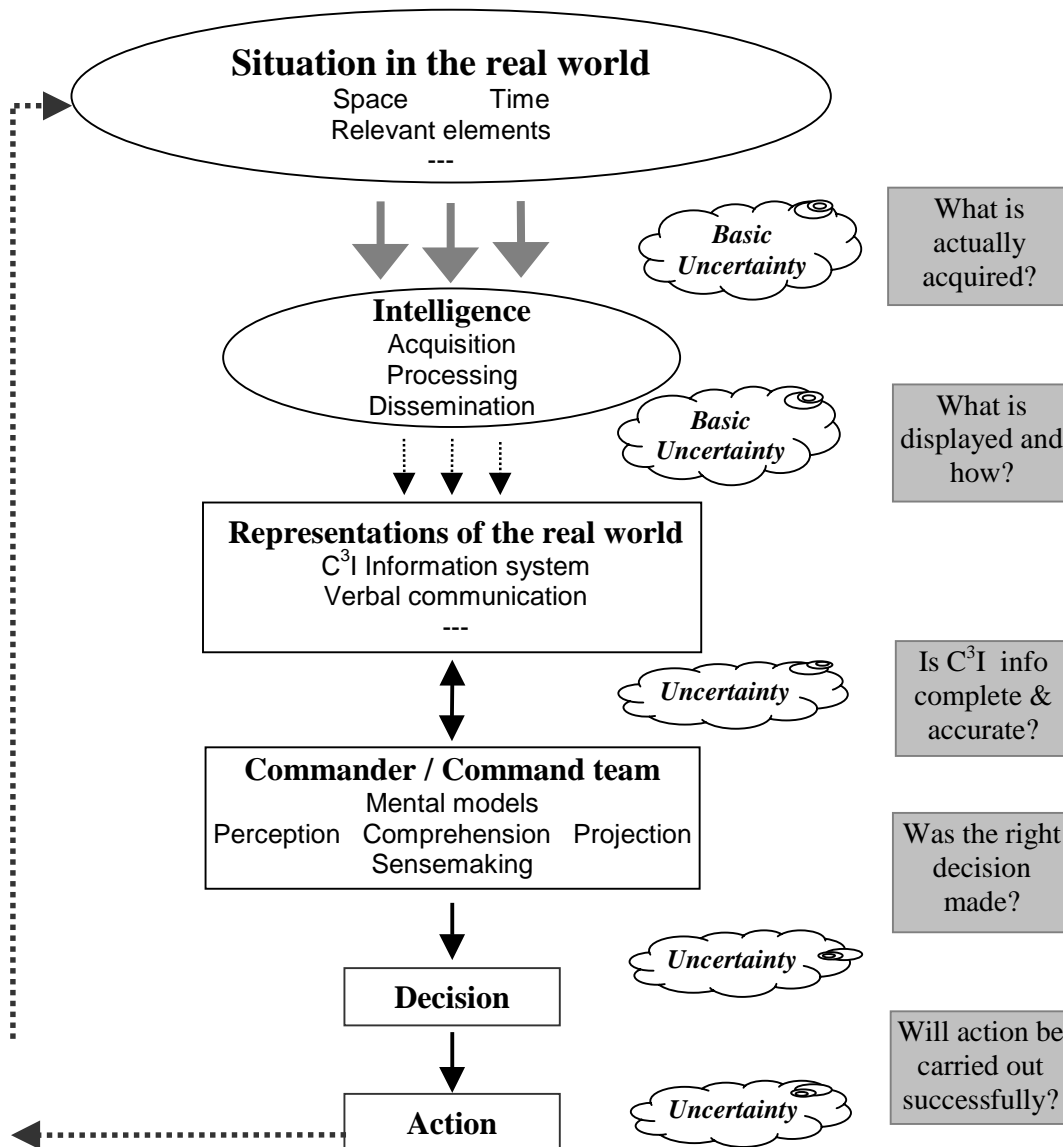 Situation in the real world
Space Time
Relevant elements
---
Basic
Uncertainty
What is
actually
acquired?
Intelligence
Acquisition
Processing
Dissemination
Basic
Uncertainty
What is
displayed and
how?
Representations of the real world
C³I Information system
Verbal communication
---
Uncertainty
Is C³I info
complete &
accurate?
Commander / Command team
Mental models
Perception Comprehension Projection
Sensemaking
Was the right
decision
made?
Uncertainty
Decision
Will action be
carried out
successfully?
Uncertainty
Action